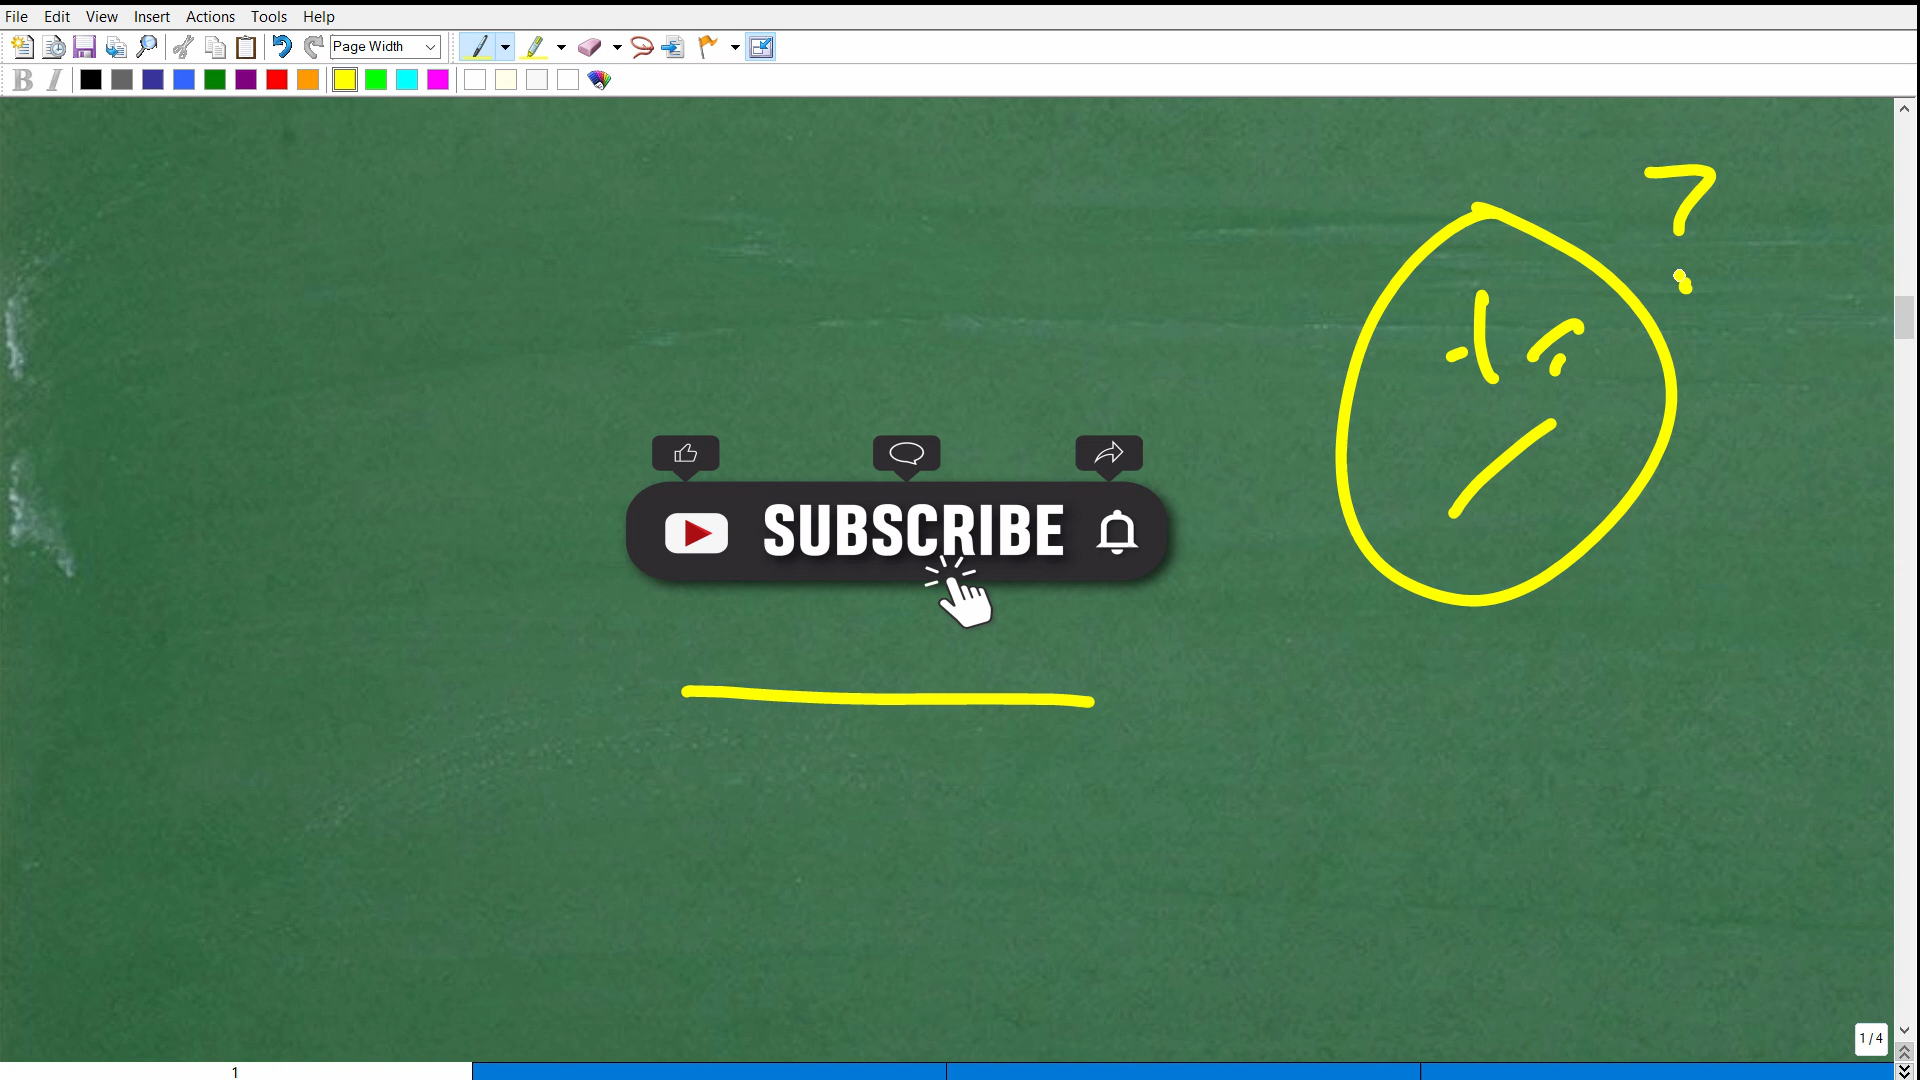 File Edit View Insert Actions Tools Help
Page Width
B I
?
SUBSCRIBE
1 / 4
1